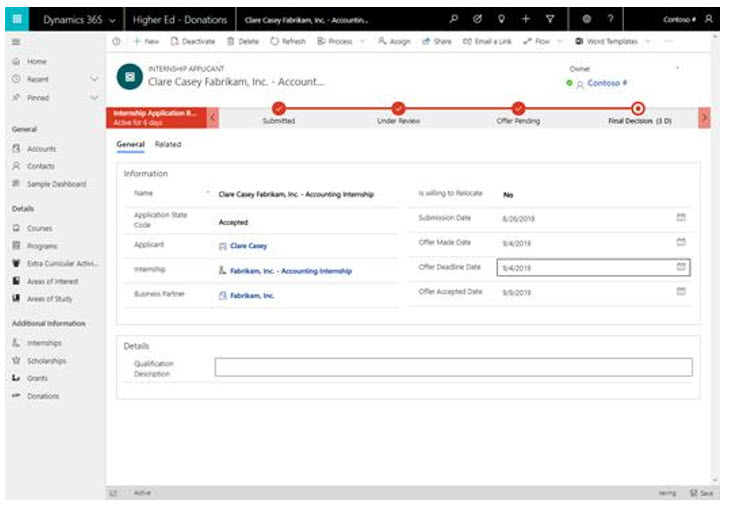 Dynamics 365
Higher Ed - Donations
Clare Casey Fabrikam, Inc. - Accountin...
Contoso #
New
Deactivate
Delete
Refresh
Process
Assign
Share
Email a Link
Flow
Word Templates
Home
Recent
Pinned
General
Accounts
Contacts
Sample Dashboard
Details
Courses
Programs
Extra Curricular Activi...
Areas of Interest
Areas of Study
Additional Information
Internships
Scholarships
Grants
Donations
INTERNSHIP APPLICANT
Clare Casey Fabrikam, Inc. - Account...
Owner
Contoso #
Internship Application B...
Active for 6 days
Submitted
Under Review
Offer Pending
Final Decision (3 D)
General
Related
Information
Name
* Clare Casey Fabrikam, Inc. - Accounting Internship
Application State Code
Accepted
Applicant
Clare Casey
Internship
Fabrikam, Inc. - Accounting Internship
Business Partner
Fabrikam, Inc.
Is willing to Relocate
No
Submission Date
8/26/2019
Offer Made Date
9/4/2019
Offer Deadline Date
9/4/2019
Offer Accepted Date
9/9/2019
Details
Qualification Description
Active
saving
Save